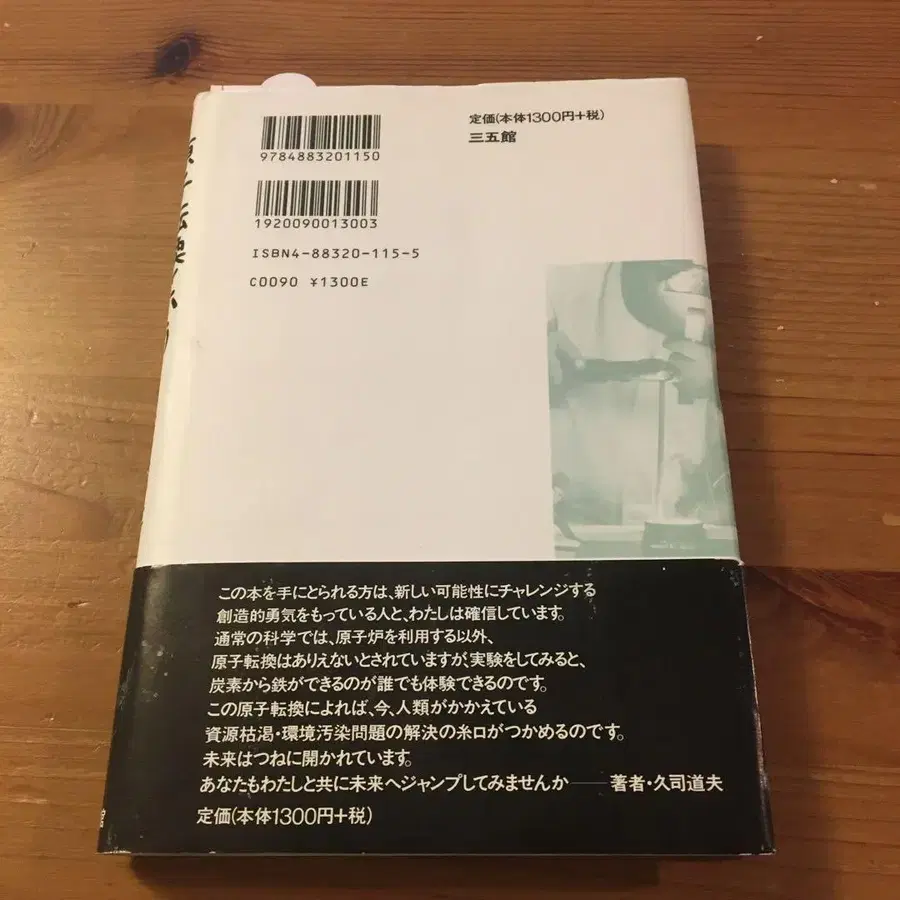 9784883201150
1920090013003
ISBN4-88320-115-5
C0090 ¥1300E
定価(本体1300円+税)
三五館
この本を手にとられる方は、新しい可能性にチャレンジする
創造的勇気をもっている人と、わたしは確信しています。
通常の科学では、原子炉を利用する以外、
原子転換はありえないとされていますが、実験をしてみると、
炭素から鉄ができるのが誰でも体験できるのです。
この原子転換によれば、今、人類がかかえている
資源枯渇・環境汚染問題の解決の糸口がつかめるのです。
未来はつねに開かれています。
あなたもわたしと共に未来へジャンプしてみませんか――著者・久司道夫
定価(本体1300円+税)
館